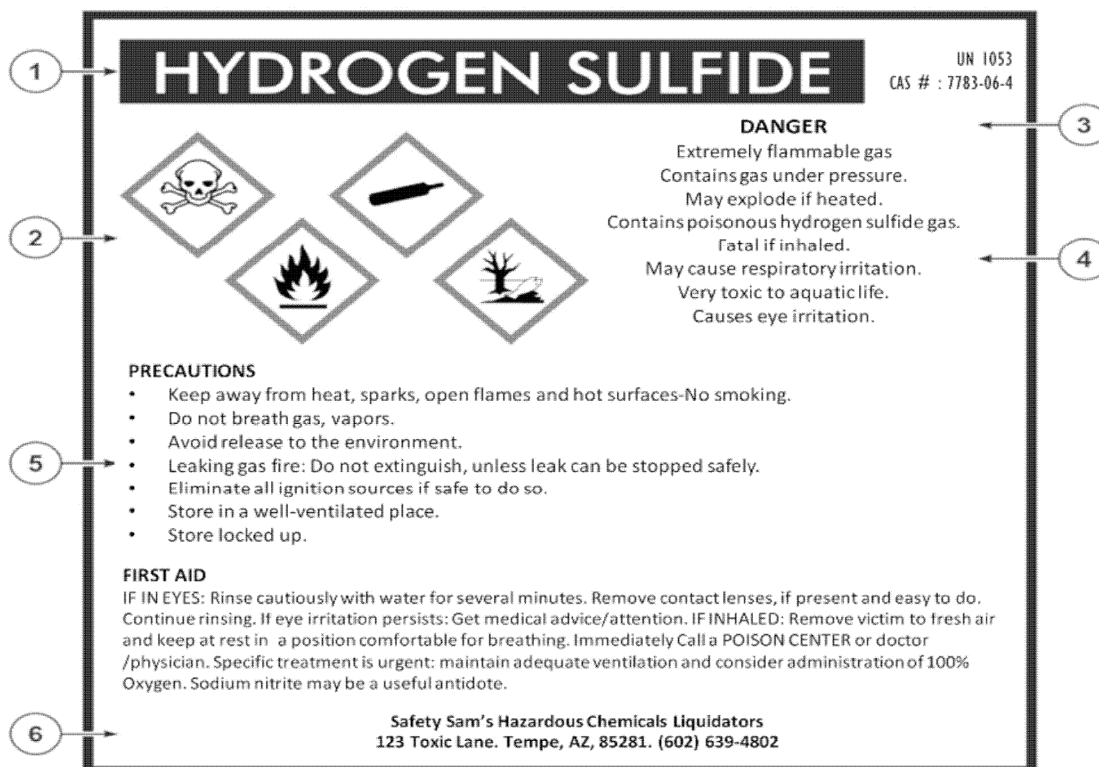 1
HYDROGEN SULFIDE
UN 1053
CAS # : 7783-06-4
2
3
DANGER
Extremely flammable gas
Contains gas under pressure.
May explode if heated.
Contains poisonous hydrogen sulfide gas.
Fatal if inhaled.
4
May cause respiratory irritation.
Very toxic to aquatic life.
Causes eye irritation.
PRECAUTIONS
• Keep away from heat, sparks, open flames and hot surfaces-No smoking.
• Do not breath gas, vapors.
• Avoid release to the environment.
5
• Leaking gas fire: Do not extinguish, unless leak can be stopped safely.
• Eliminate all ignition sources if safe to do so.
• Store in a well-ventilated place.
• Store locked up.
FIRST AID
IF IN EYES: Rinse cautiously with water for several minutes. Remove contact lenses, if present and easy to do.
Continue rinsing. If eye irritation persists: Get medical advice/attention. IF INHALED: Remove victim to fresh air
and keep at rest in a position comfortable for breathing. Immediately Call a POISON CENTER or doctor
/physician. Specific treatment is urgent: maintain adequate ventilation and consider administration of 100%
Oxygen. Sodium nitrite may be a useful antidote.
6
Safety Sam's Hazardous Chemicals Liquidators
123 Toxic Lane. Tempe, AZ, 85281. (602) 639-4802